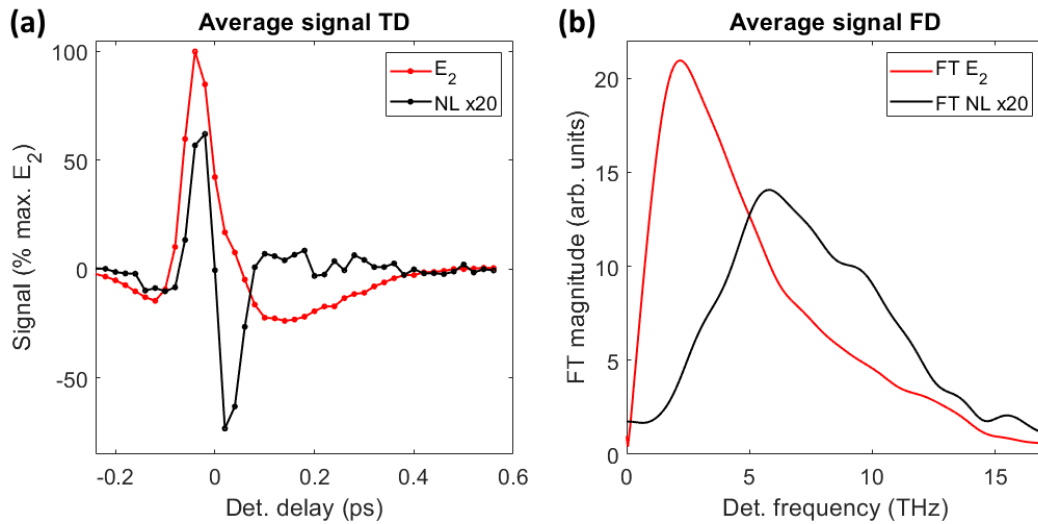 (a)
Average signal TD
Signal (% max. E2)
100
50
0
-50
E2
NL x20
-0.2 0 0.2 0.4 0.6
Det. delay (ps)
(b)
Average signal FD
FT magnitude (arb. units)
20
15
10
5
0
FT E2
FT NL x20
0 5 10 15
Det. frequency (THz)